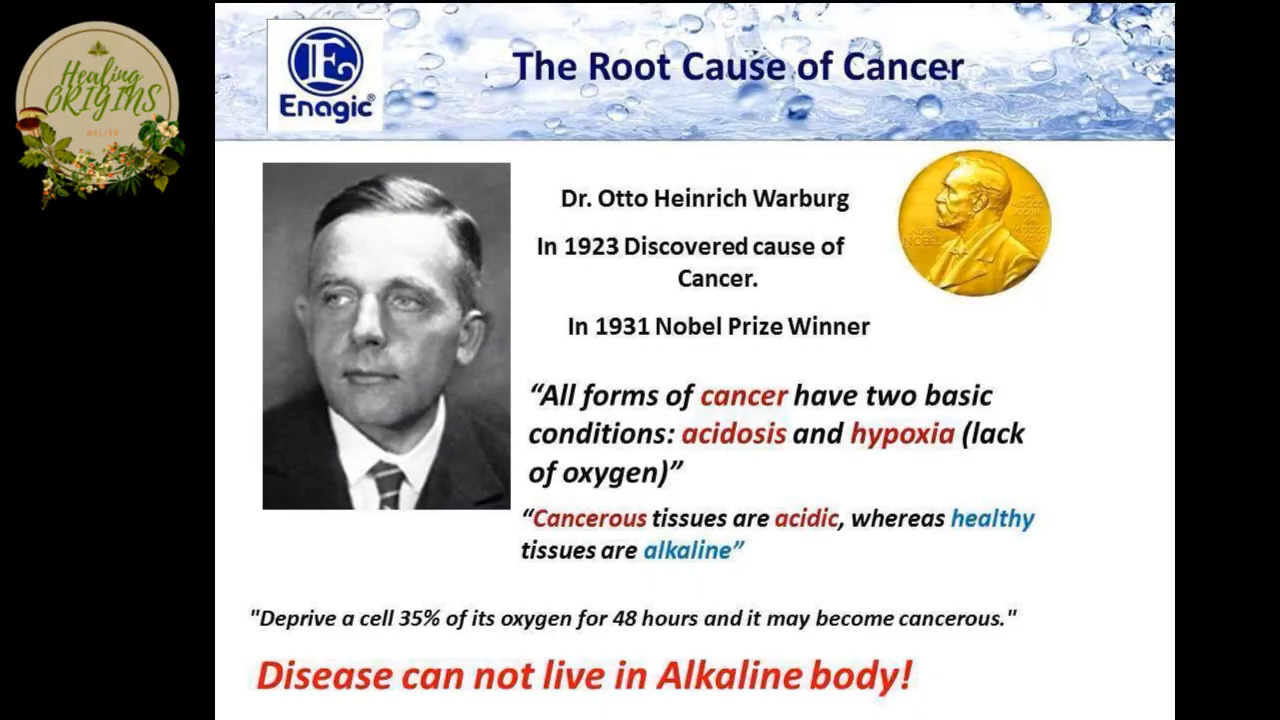 Healing
ORIGINS
Enagic®
The Root Cause of Cancer
Dr. Otto Heinrich Warburg
In 1923 Discovered cause of
Cancer.
In 1931 Nobel Prize Winner
“All forms of cancer have two basic
conditions: acidosis and hypoxia (lack
of oxygen)”
“Cancerous tissues are acidic, whereas healthy
tissues are alkaline”
"Deprive a cell 35% of its oxygen for 48 hours and it may become cancerous."
Disease can not live in Alkaline body!